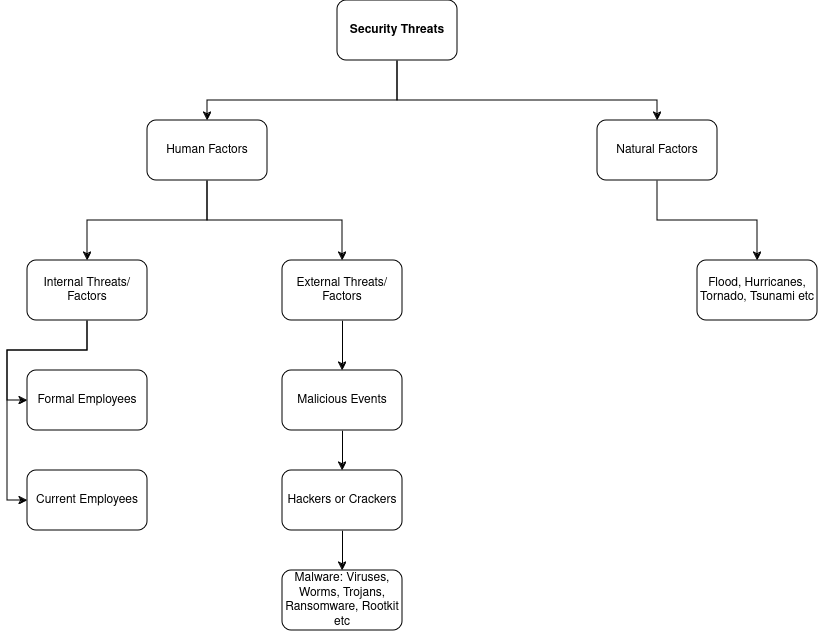 Security Threats
Human Factors
Natural Factors
Internal Threats/
Factors
External Threats/
Factors
Flood, Hurricanes,
Tornado, Tsunami etc
Formal Employees
Malicious Events
Current Employees
Hackers or Crackers
Malware: Viruses,
Worms, Trojans,
Ransomware, Rootkit
etc